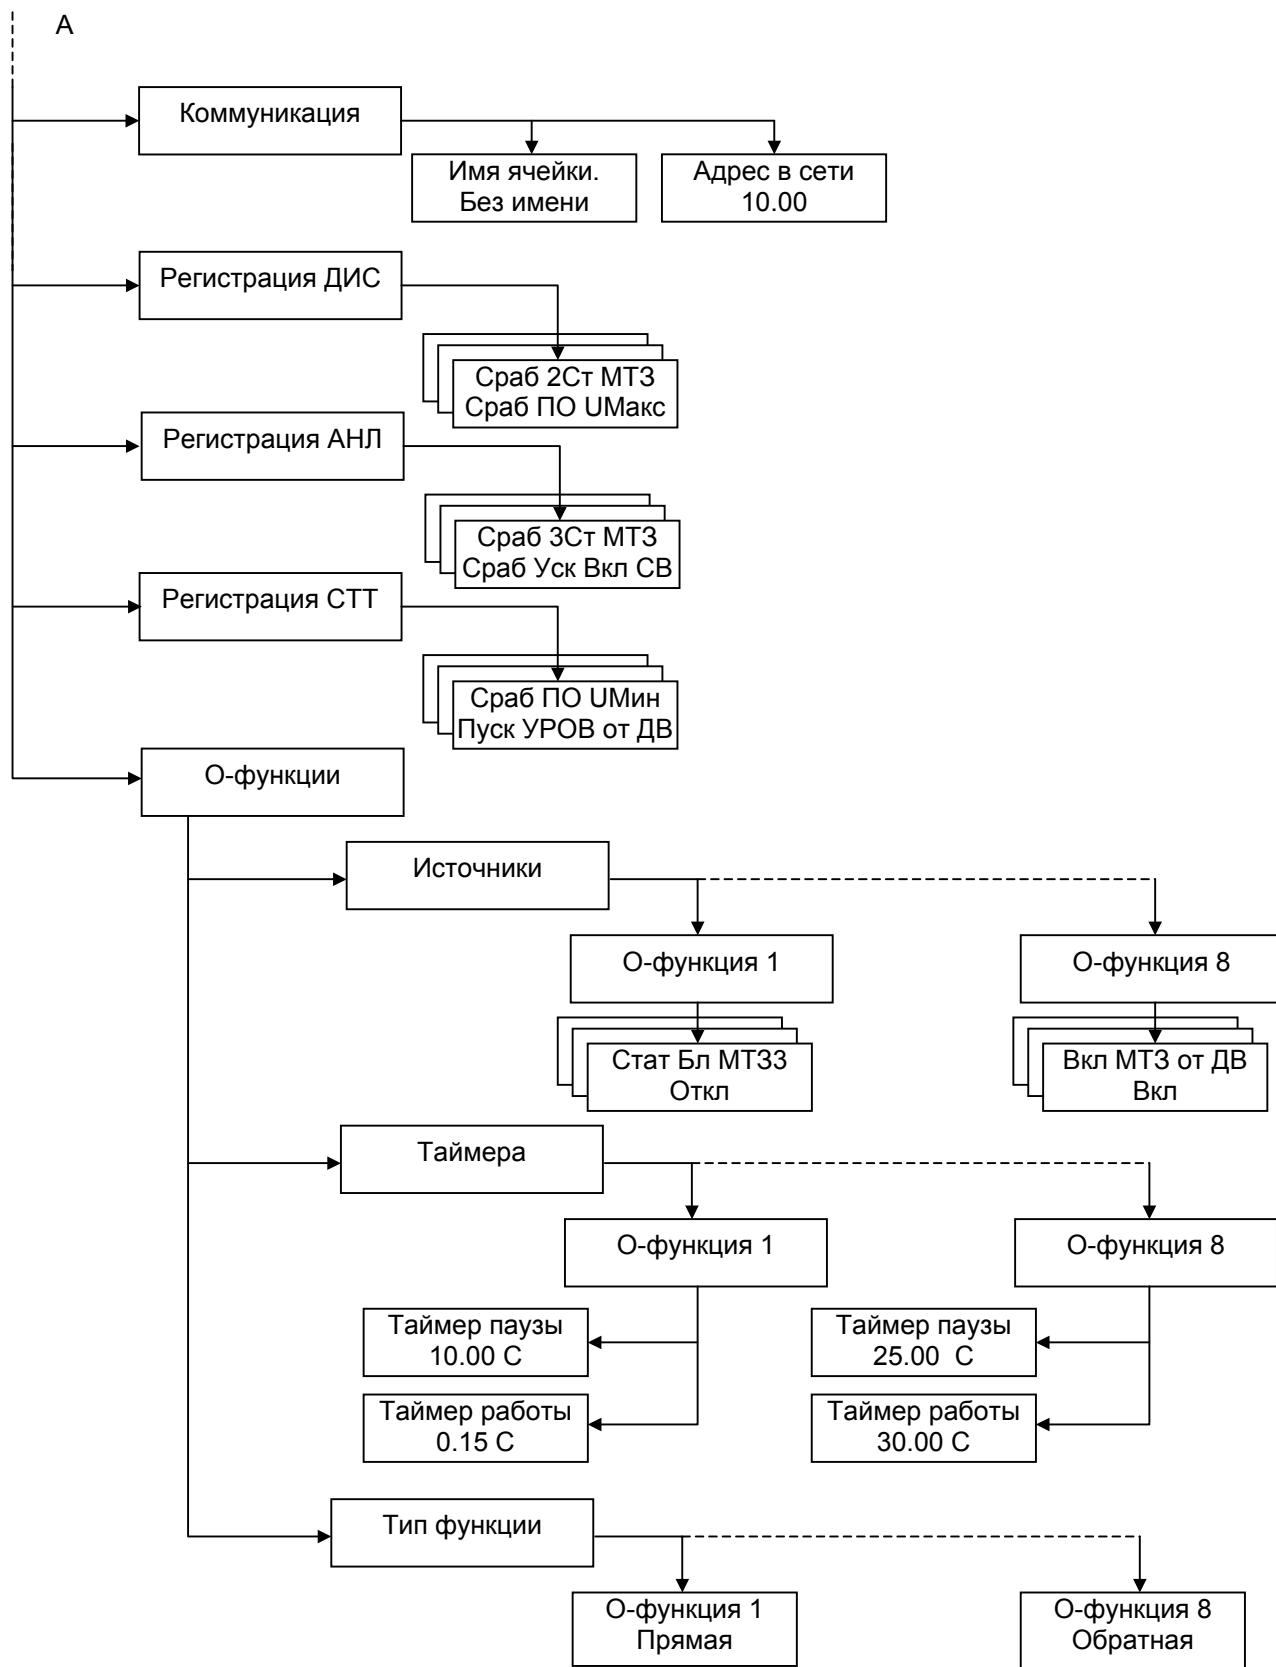 А
Коммуникация
Имя ячейки.
Без имени
Адрес в сети
10.00
Регистрация ДИС
Сраб 2Ст МТЗ
Сраб ПО UМакс
Регистрация АНЛ
Сраб 3Ст МТЗ
Сраб Уск Вкл СВ
Регистрация СТТ
Сраб ПО UМин
Пуск УРОВ от ДВ
О-функции
Источники
О-функция 1
О-функция 8
Стат Бл МТЗ3
Откл
Вкл МТЗ от ДВ
Вкл
Таймера
О-функция 1
О-функция 8
Таймер паузы
10.00 С
Таймер паузы
25.00 С
Таймер работы
0.15 С
Таймер работы
30.00 С
Тип функции
О-функция 1
Прямая
О-функция 8
Обратная